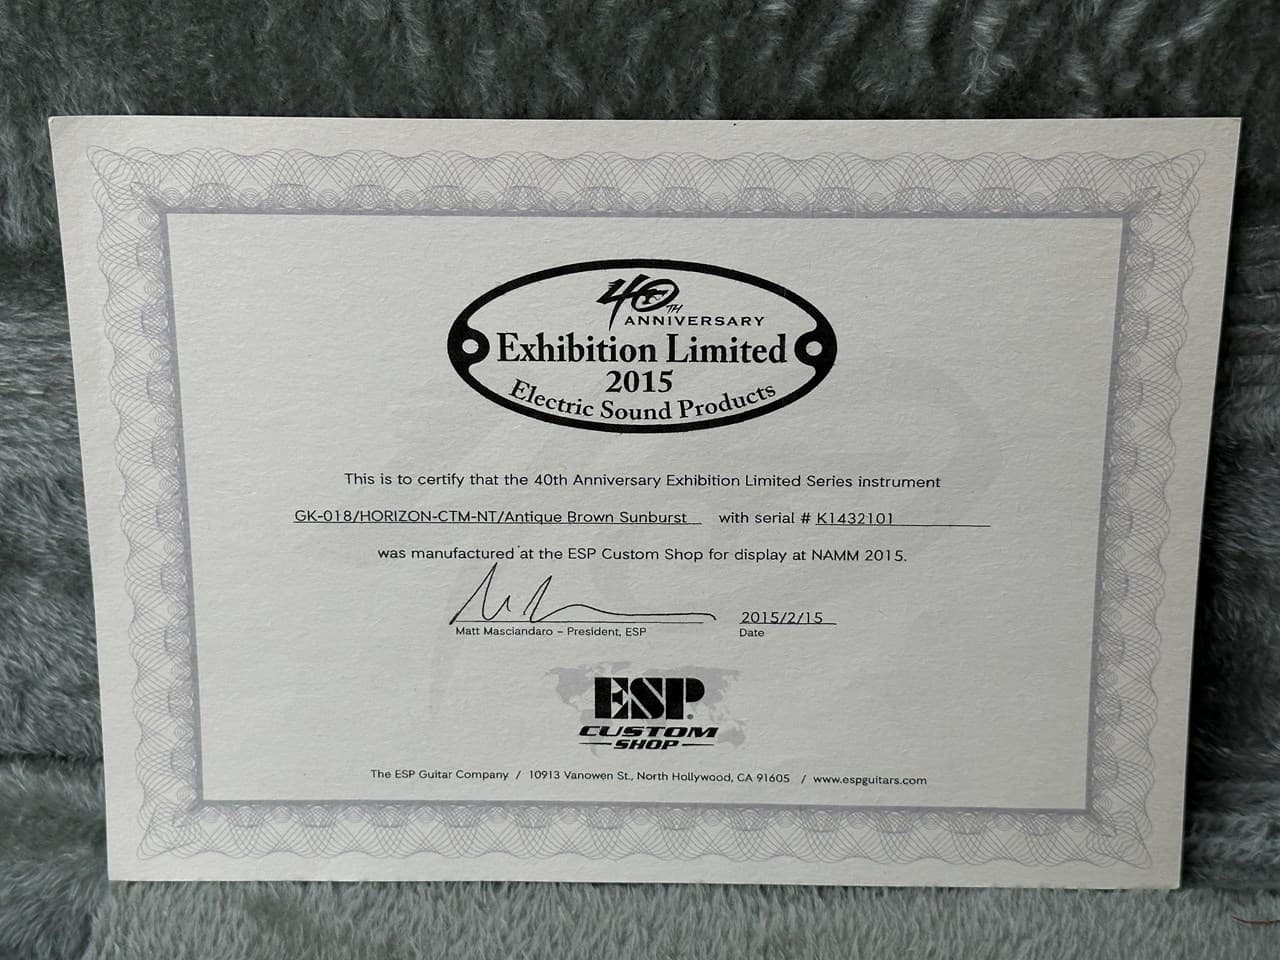 40TH
ANNIVERSARY
Exhibition Limited
2015
Electric Sound Products
This is to certify that the 40th Anniversary Exhibition Limited Series instrument
GK-018/HORIZON-CTM-NT/Antique Brown Sunburst with serial # K1432101
was manufactured at the ESP Custom Shop for display at NAMM 2015.
2015/2/15
Matt Masciandaro - President, ESP Date
ESP
CUSTOM
SHOP
The ESP Guitar Company / 10913 Vanowen St., North Hollywood, CA 91605 / www.espguitars.com